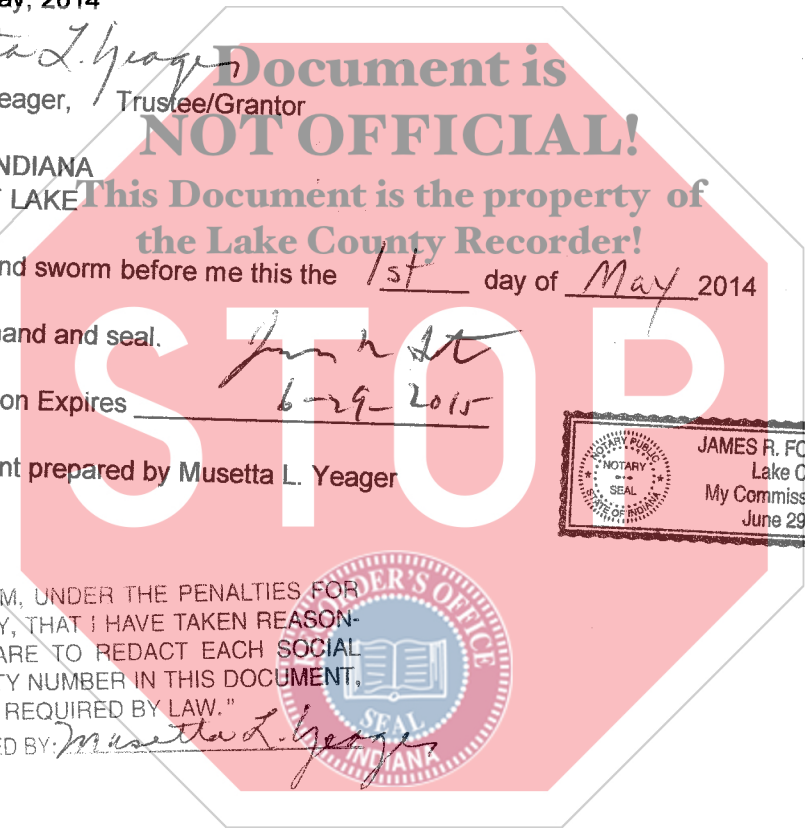 ay, 2014
ta L. Yeager
Document is
eager, Trustee/Grantor
NOT OFFICIAL!
NDIANA
LAKE
This Document is the property of
the Lake County Recorder!
nd sworm before me this the 1st day of May 2014
hand and seal.
STOP
on Expires 6-29-2015
JAMES R. FO
Lake C
My Commiss
June 29
NOTARY PUBLIC
NOTARY
SEAL
STATE OF INDIANA
nt prepared by Musetta L. Yeager
M, UNDER THE PENALTIES FOR
Y, THAT I HAVE TAKEN REASON-
ARE TO REDACT EACH SOCIAL
TY NUMBER IN THIS DOCUMENT,
REQUIRED BY LAW."
ED BY: Musetta L. Yeager
RECORDER'S OFFICE
SEAL
INDIANA